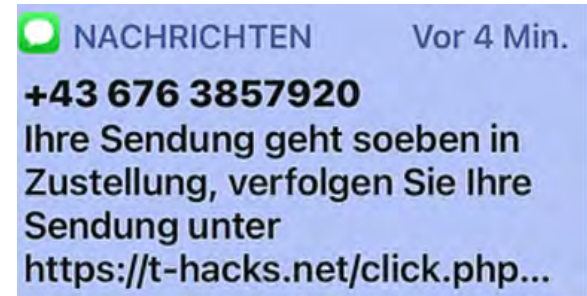 NACHRICHTEN Vor 4 Min.
+43 676 3857920
Ihre Sendung geht soeben in
Zustellung, verfolgen Sie Ihre
Sendung unter
https://t-hacks.net/click.php...